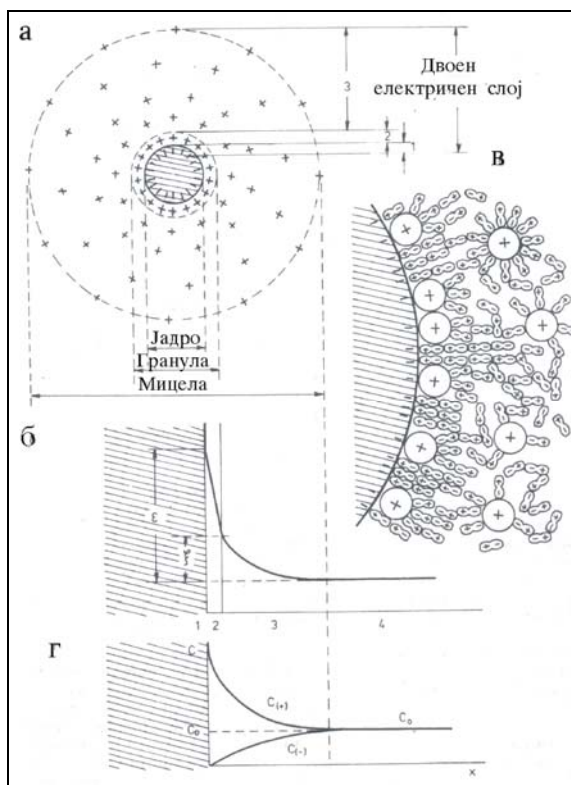 а
Двоен
електричен слој
3
2
1
в
Јадро
Гранула
Мицела
б
ε
ξ
1 2 3 4
г
C
C₀
C(+)
C(-)
C₀
x